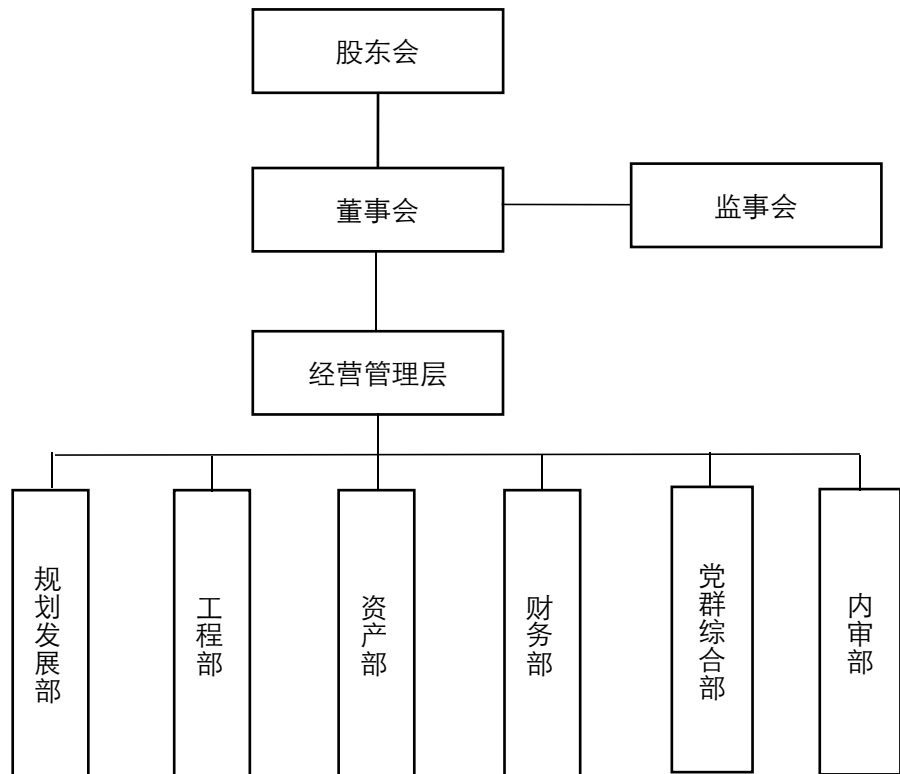 股东会
董事会
监事会
经营管理层
规划发展部
工程部
资产部
财务部
党群综合部
内审部